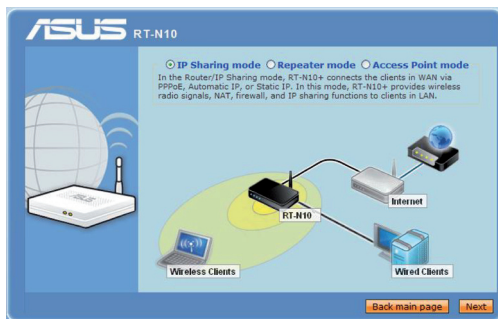 ASUS RT-N10
IP Sharing mode Repeater mode Access Point mode
In the Router/IP Sharing mode, RT-N10+ connects the clients in WAN via
PPPoE, Automatic IP, or Static IP. In this mode, RT-N10+ provides wireless
radio signals, NAT, firewall, and IP sharing functions to clients in LAN.
Internet
RT-N10
Wireless Clients
Wired Clients
Back main page Next